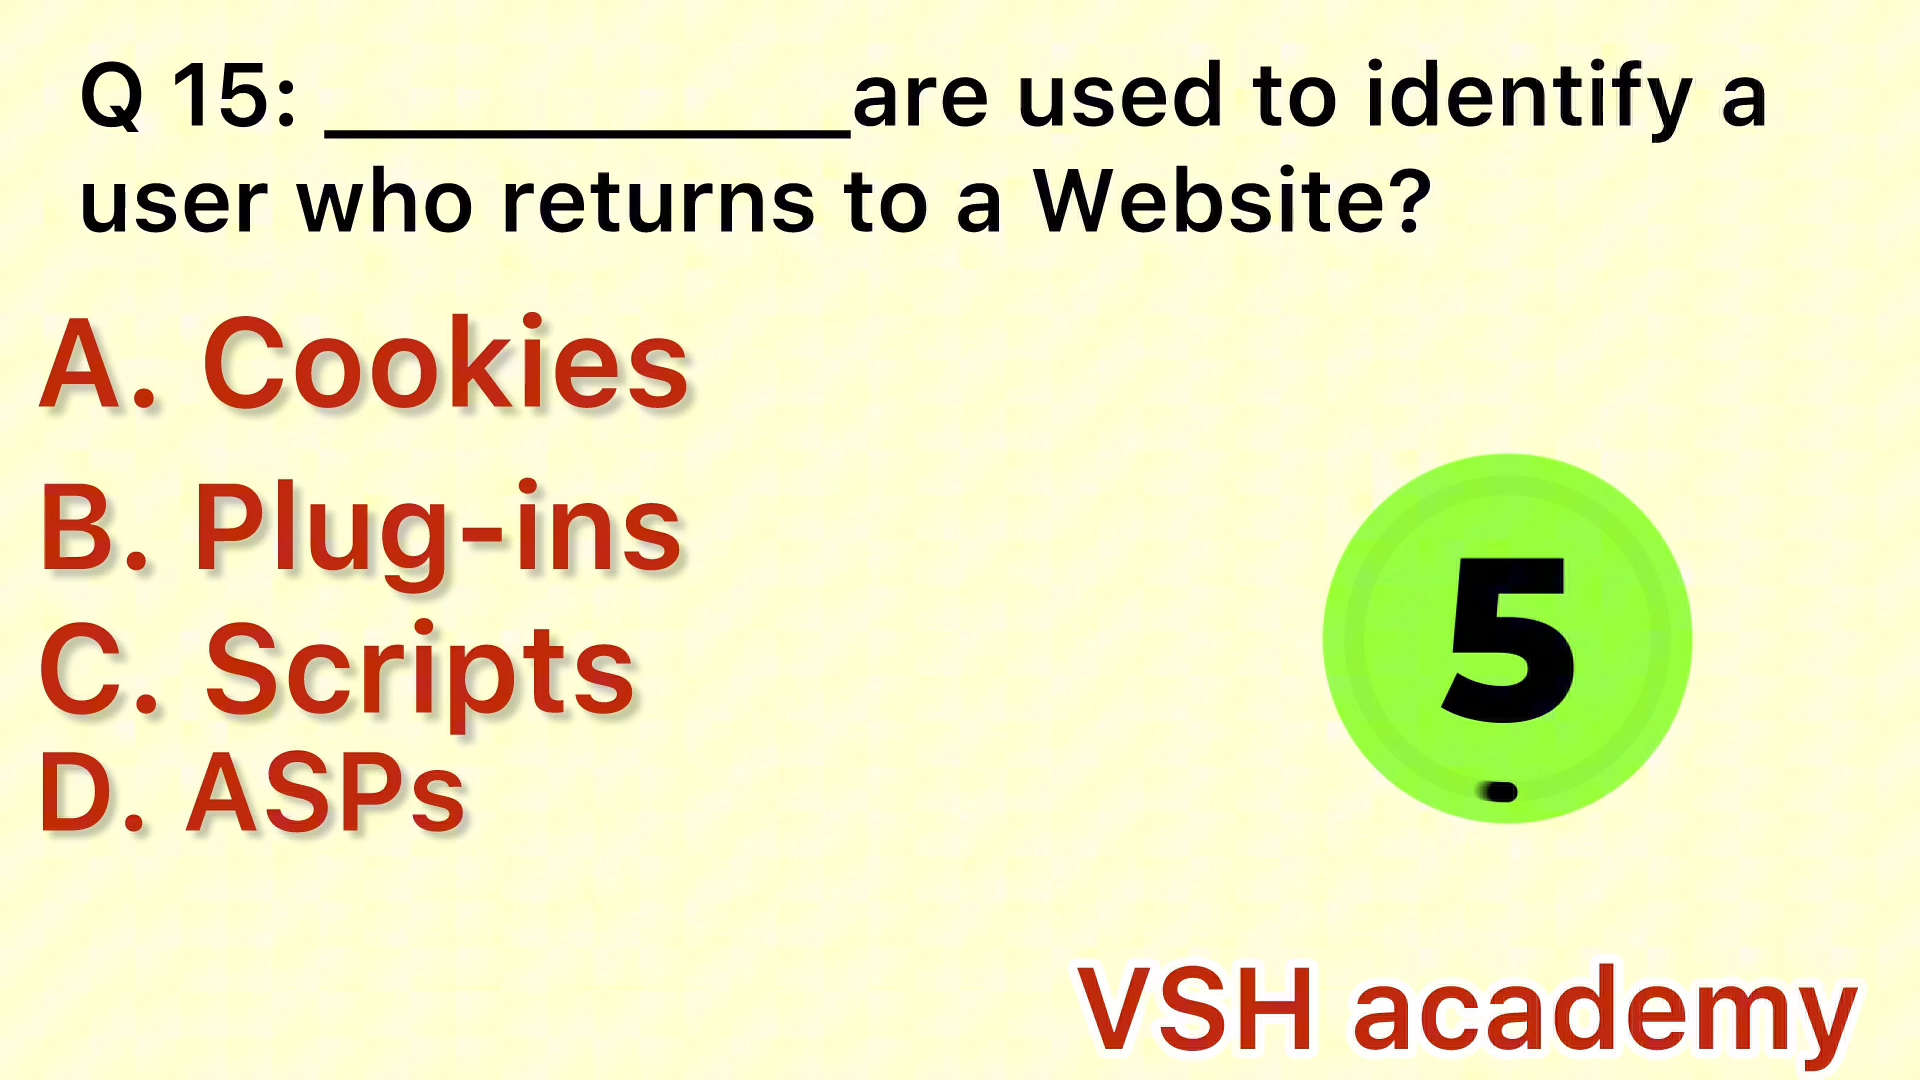 Q 15: ____________are used to identify a
user who returns to a Website?
A. Cookies
B. Plug-ins
C. Scripts
D. ASPs
5
VSH academy